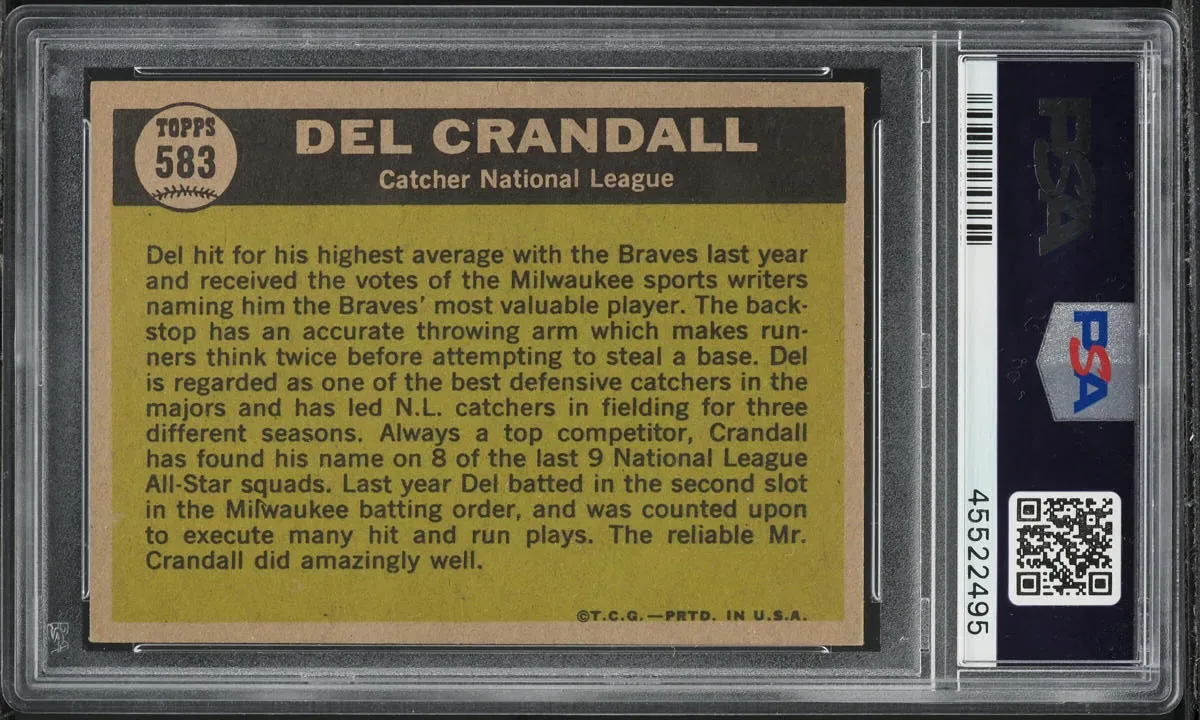 TOPPS
583
DEL CRANDALL
Catcher National League
Del hit for his highest average with the Braves last year
and received the votes of the Milwaukee sports writers
naming him the Braves' most valuable player. The back-
stop has an accurate throwing arm which makes run-
ners think twice before attempting to steal a base. Del
is regarded as one of the best defensive catchers in the
majors and has led N.L. catchers in fielding for three
different seasons. Always a top competitor, Crandall
has found his name on 8 of the last 9 National League
All-Star squads. Last year Del batted in the second slot
in the Milwaukee batting order, and was counted upon
to execute many hit and run plays. The reliable Mr.
Crandall did amazingly well.
©T.C.G.—PRTD. IN U.S.A.
PSA
PSA
PSA
45522495